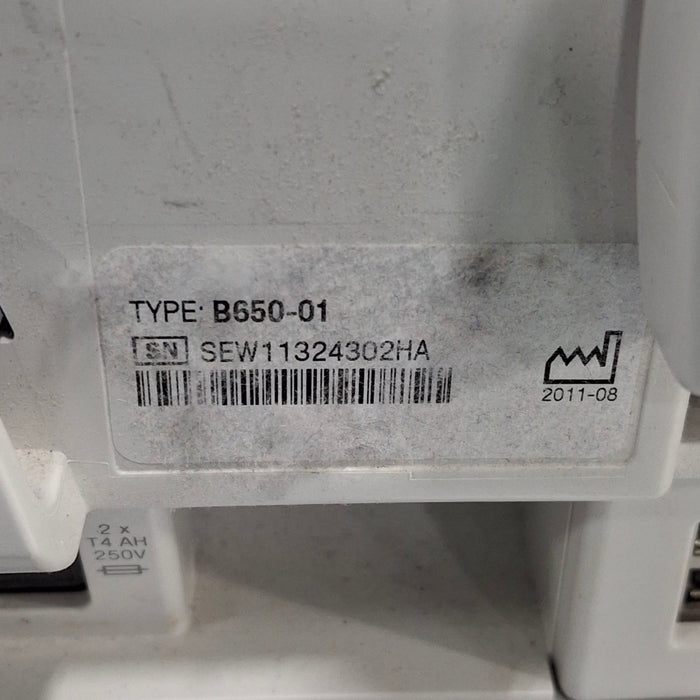 TYPE: B650-01
SN SEW11324302HA
2011-08
2 x
T4 AH
250V